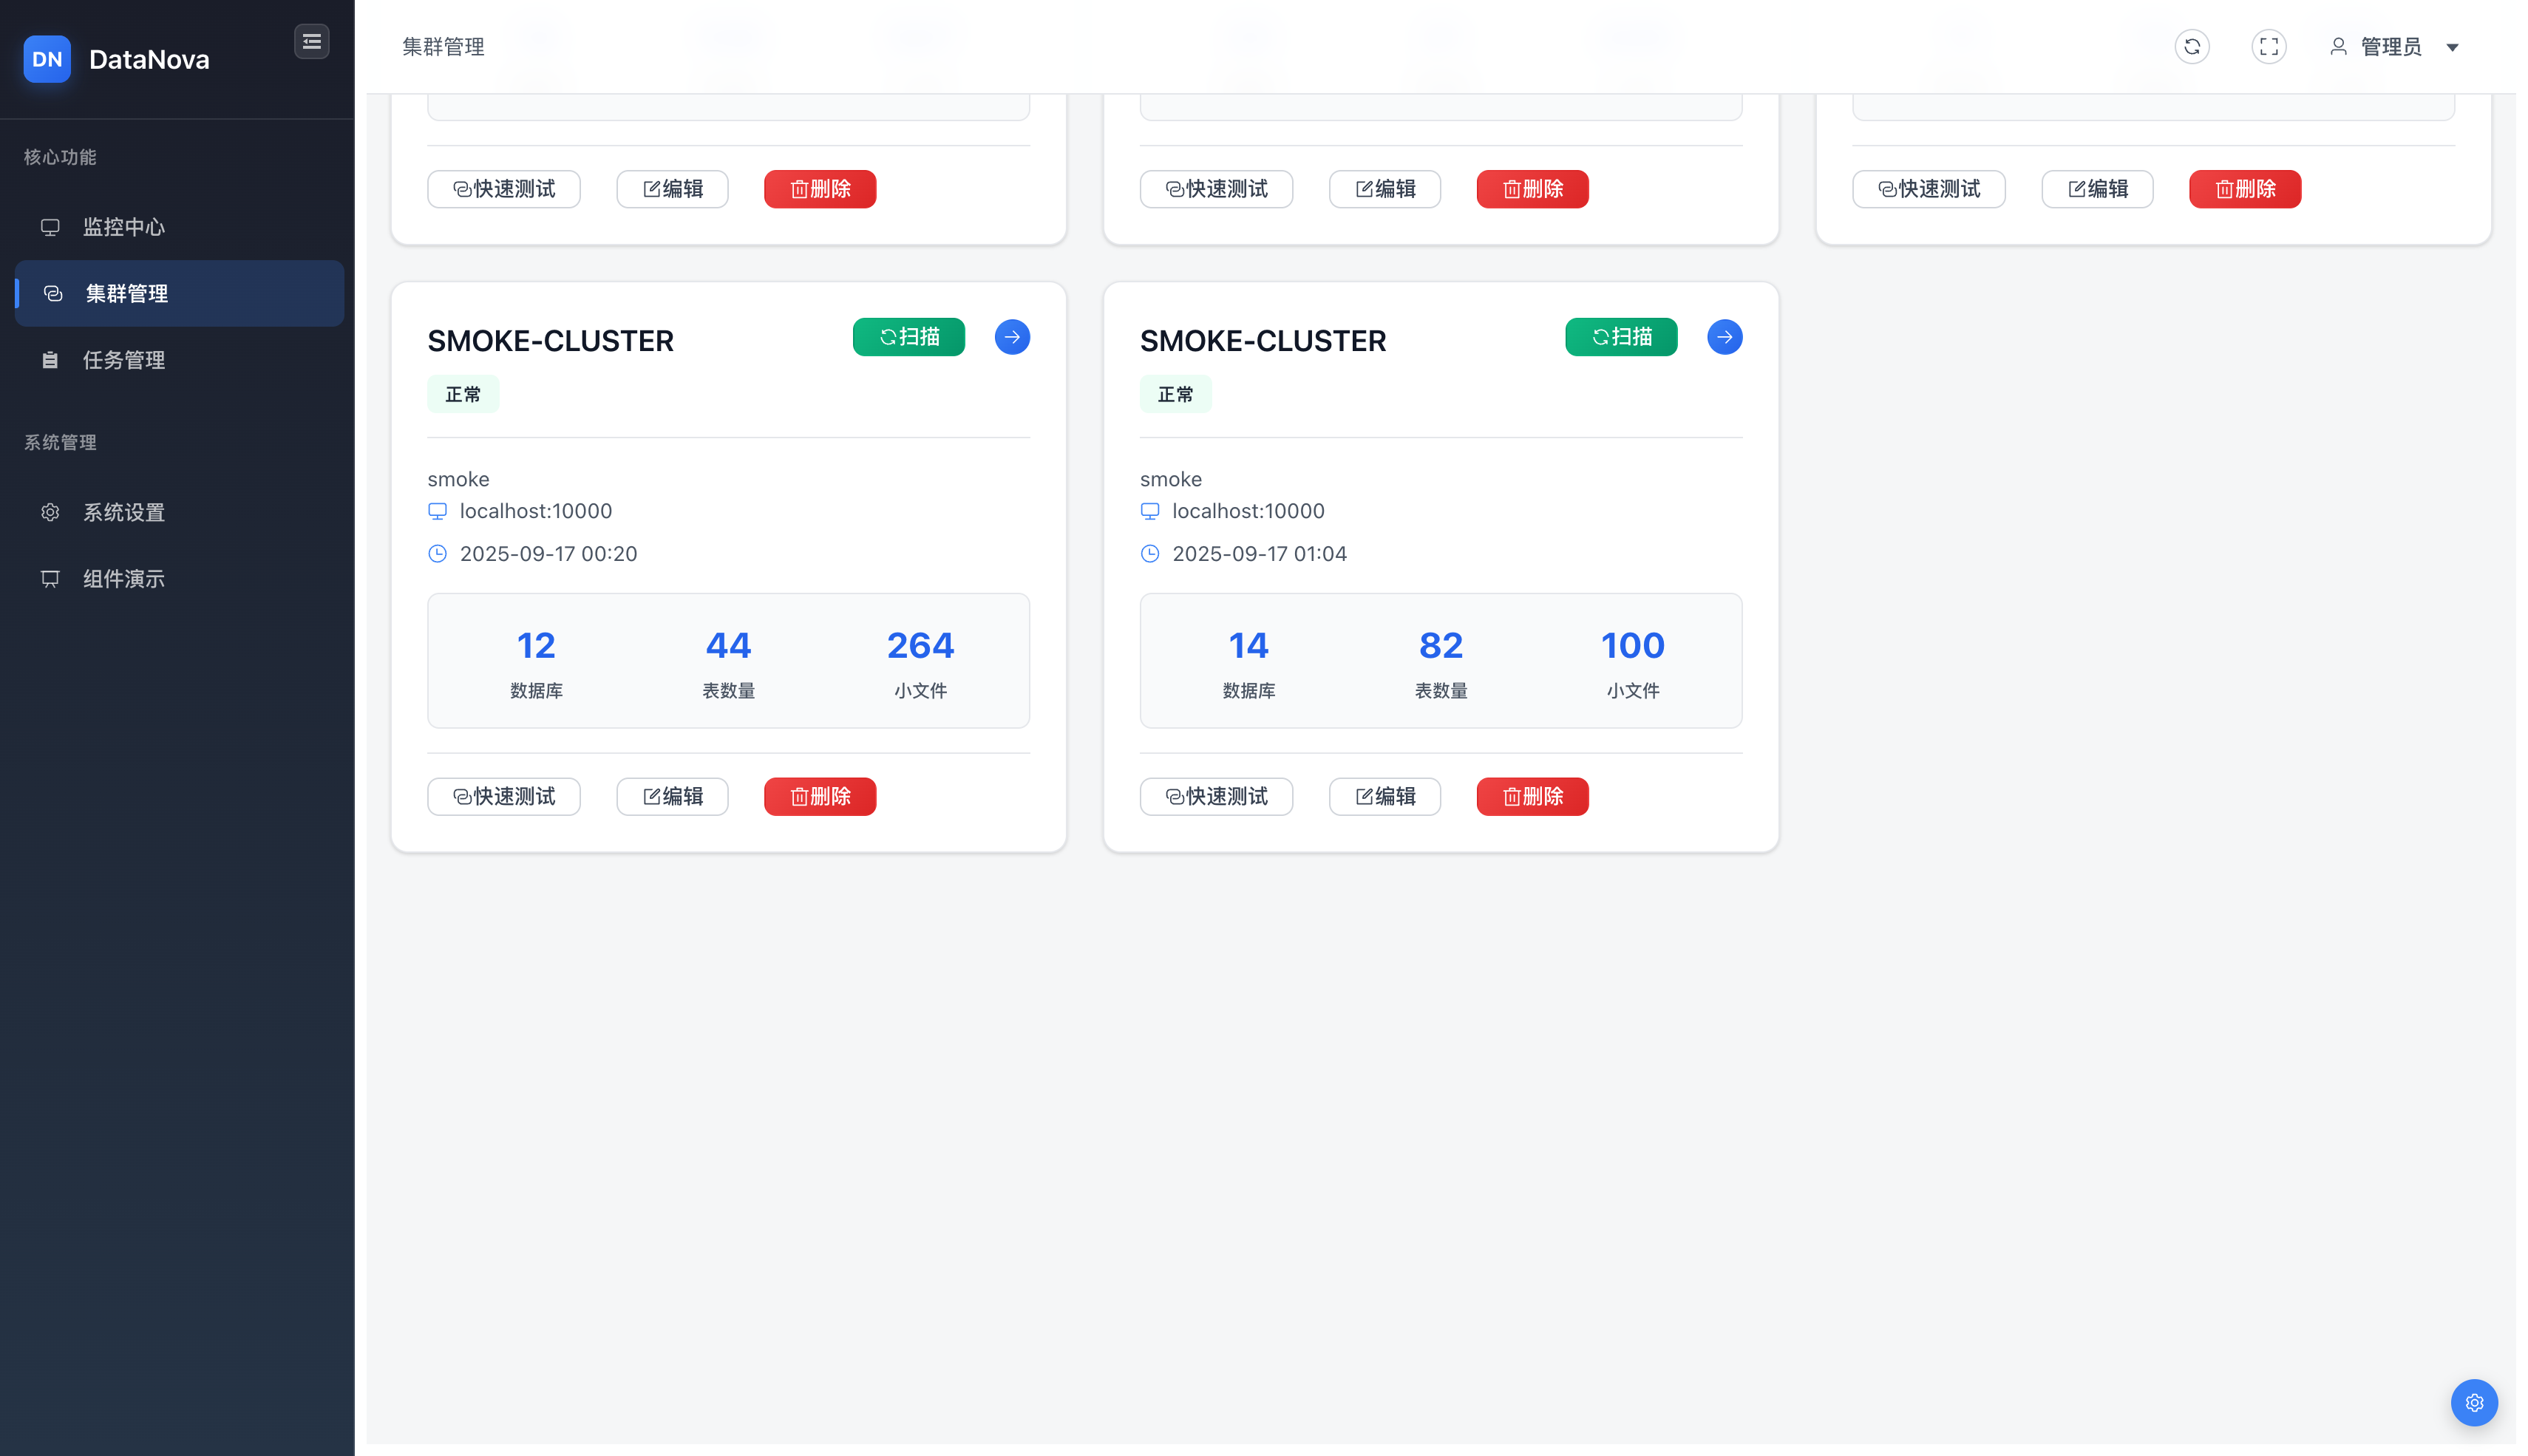 DN DataNova
核心功能
监控中心
集群管理
任务管理
系统管理
系统设置
组件演示
集群管理
管理员
快速测试 编辑 删除
快速测试 编辑 删除
快速测试 编辑 删除
SMOKE-CLUSTER 扫描
正常
smoke
localhost:10000
2025-09-17 00:20
12 44 264
数据库 表数量 小文件
快速测试 编辑 删除
SMOKE-CLUSTER 扫描
正常
smoke
localhost:10000
2025-09-17 01:04
14 82 100
数据库 表数量 小文件
快速测试 编辑 删除